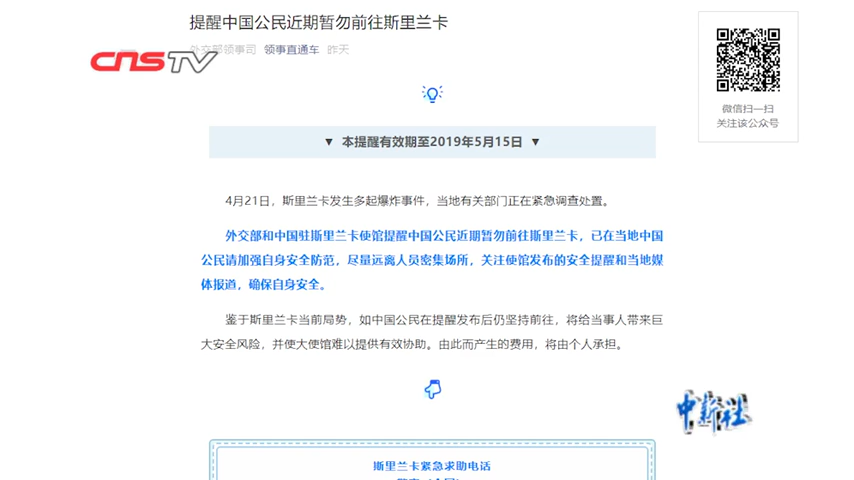 提醒中国公民近期暂勿前往斯里兰卡
外交部领事司 领事直通车 昨天
CNSTV
微信扫一扫
关注该公众号
▼ 本提醒有效期至2019年5月15日 ▼
4月21日，斯里兰卡发生多起爆炸事件，当地有关部门正在紧急调查处置。
外交部和中国驻斯里兰卡使馆提醒中国公民近期暂勿前往斯里兰卡，已在当地中国
公民请加强自身安全防范，尽量远离人员密集场所，关注使馆发布的安全提醒和当地媒
体报道，确保自身安全。
鉴于斯里兰卡当前局势，如中国公民在提醒发布后仍坚持前往，将给当事人带来巨
大安全风险，并使大使馆难以提供有效协助。由此而产生的费用，将由个人承担。
中新社
斯里兰卡紧急求助电话